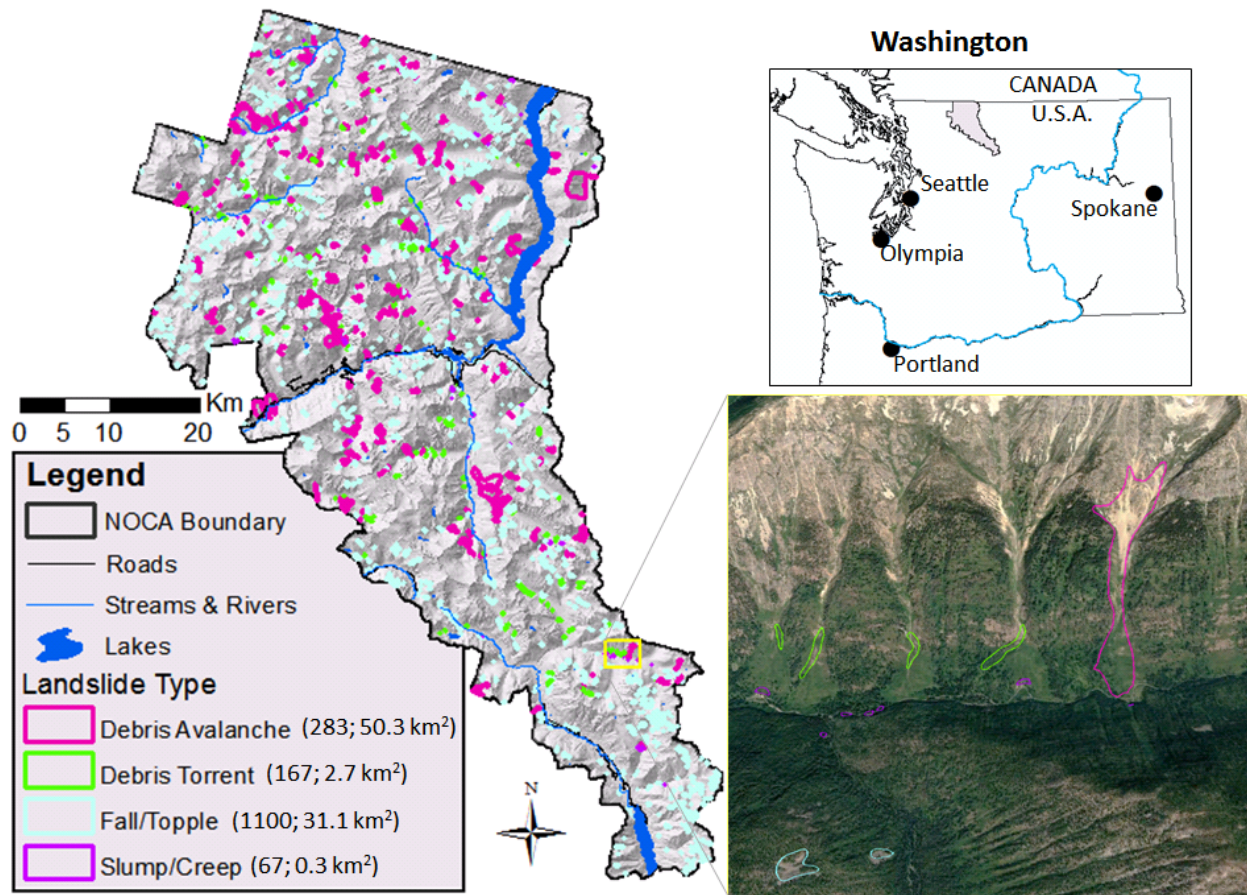 Washington
CANADA
U.S.A.
Seattle
Spokane
Olympia
Portland
Km
0 5 10 20
Legend
NOCA Boundary
Roads
Streams & Rivers
Lakes
Landslide Type
Debris Avalanche (283; 50.3 km²)
Debris Torrent (167; 2.7 km²)
Fall/Topple (1100; 31.1 km²)
Slump/Creep (67; 0.3 km²)
N